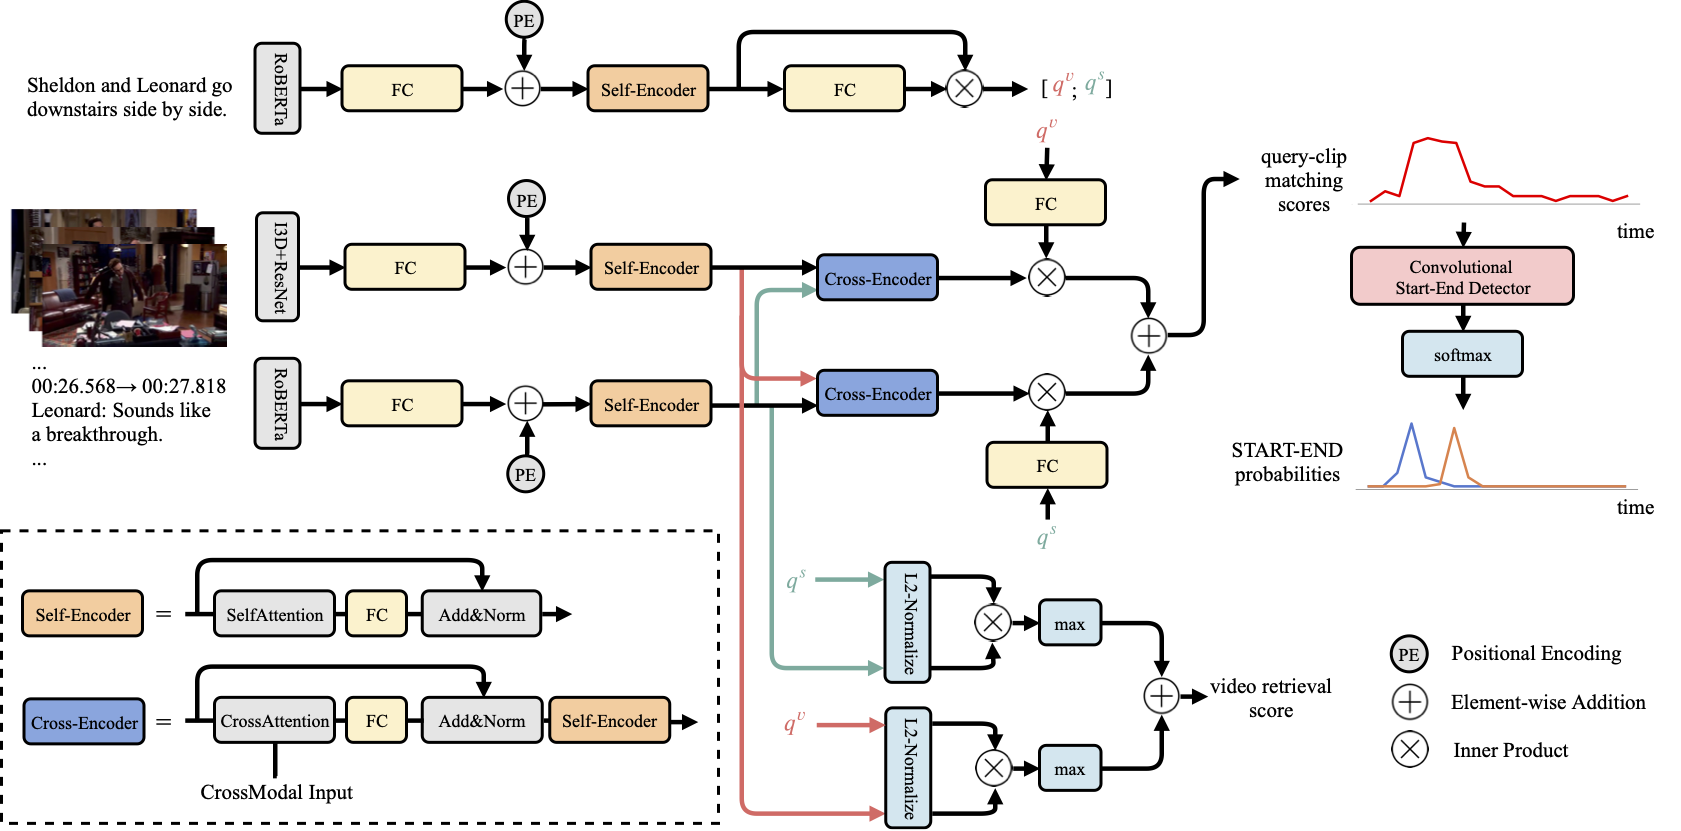 PE
Sheldon and Leonard go
downstairs side by side.
RoBERTa
FC
Self-Encoder
FC
[ q^v ; q^s ]
q^v
FC
PE
I3D+ResNet
FC
Self-Encoder
Cross-Encoder
...
00:26.568→ 00:27.818
Leonard: Sounds like
a breakthrough.
...
RoBERTa
FC
Self-Encoder
Cross-Encoder
PE
FC
q^s
query-clip
matching
scores
time
Convolutional
Start-End Detector
softmax
START-END
probabilities
time
Self-Encoder
=
SelfAttention
FC
Add&Norm
Cross-Encoder
=
CrossAttention
FC
Add&Norm
Self-Encoder
CrossModal Input
q^s
L2-Normalize
max
q^v
L2-Normalize
max
video retrieval
score
PE Positional Encoding
Element-wise Addition
Inner Product